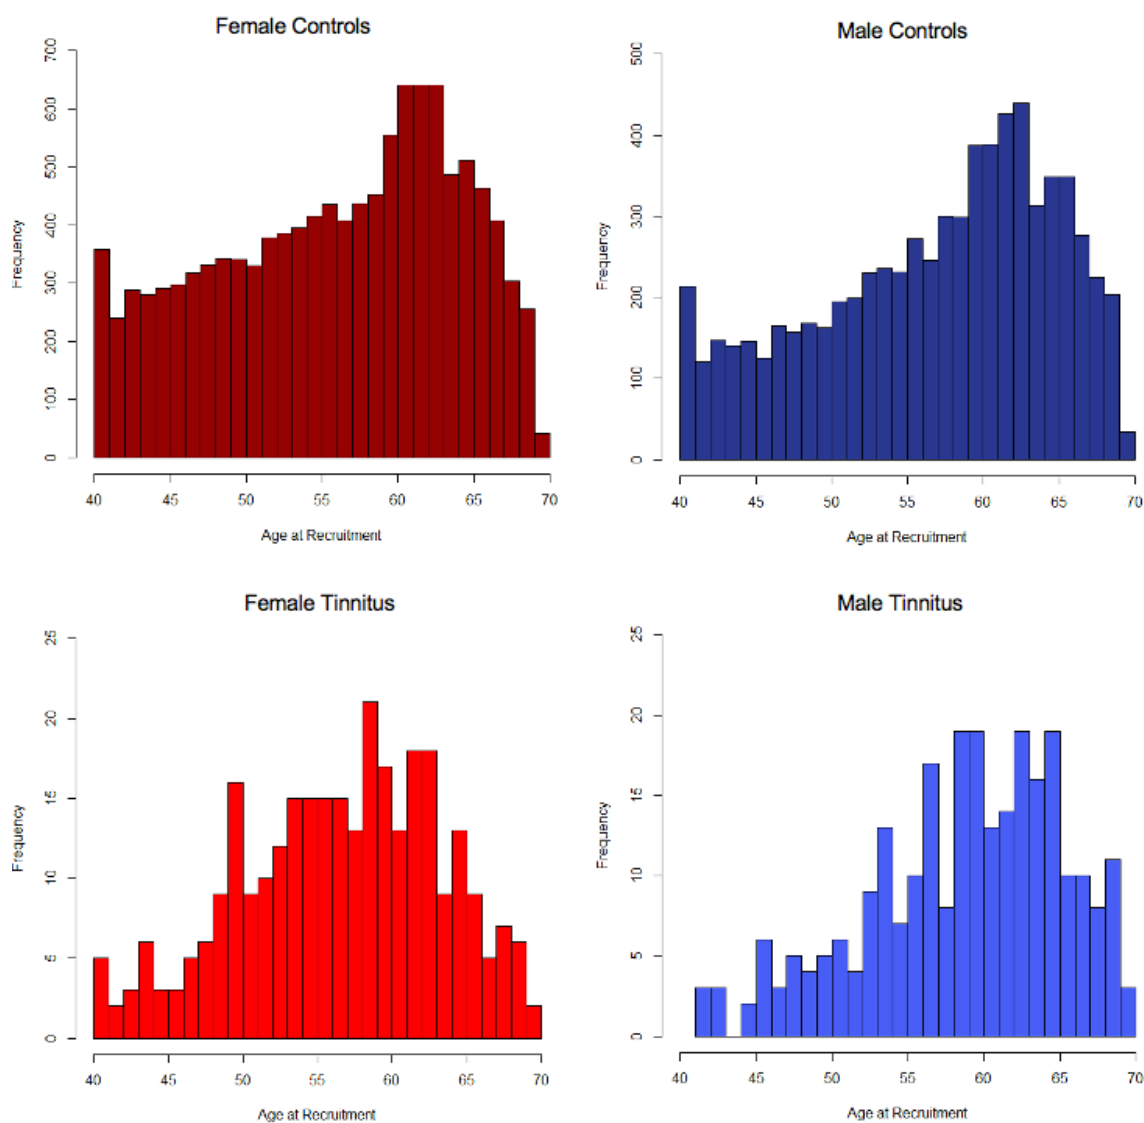 Female Controls
700
600
500
400
300
200
100
0
Frequency
40 45 50 55 60 65 70
Age at Recruitment
Male Controls
500
400
300
200
100
0
Frequency
40 45 50 55 60 65 70
Age at Recruitment
Female Tinnitus
25
20
15
10
5
0
Frequency
40 45 50 55 60 65 70
Age at Recruitment
Male Tinnitus
25
20
15
10
5
0
Frequency
40 45 50 55 60 65 70
Age at Recruitment